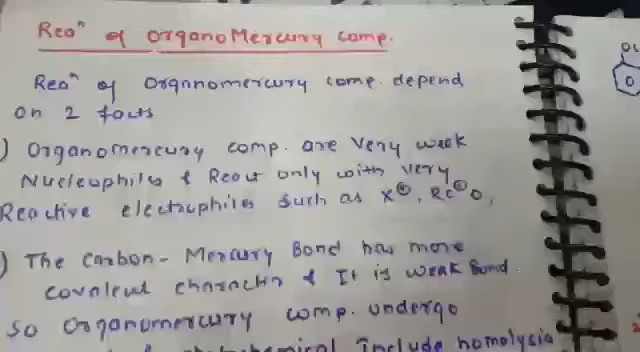 Reaⁿ of OrganoMercury comp.
Reaⁿ of Organomercury comp. depend
on 2 facts
) Organomercury comp. are very weak
Nucleophiles & React only with very
Reactive electrophiles such as X⊕, RC⊕O,
) The Carbon - Mercury Bond has more
covalent character & It is weak Bond.
So Organomercury comp. undergo
include homolysis